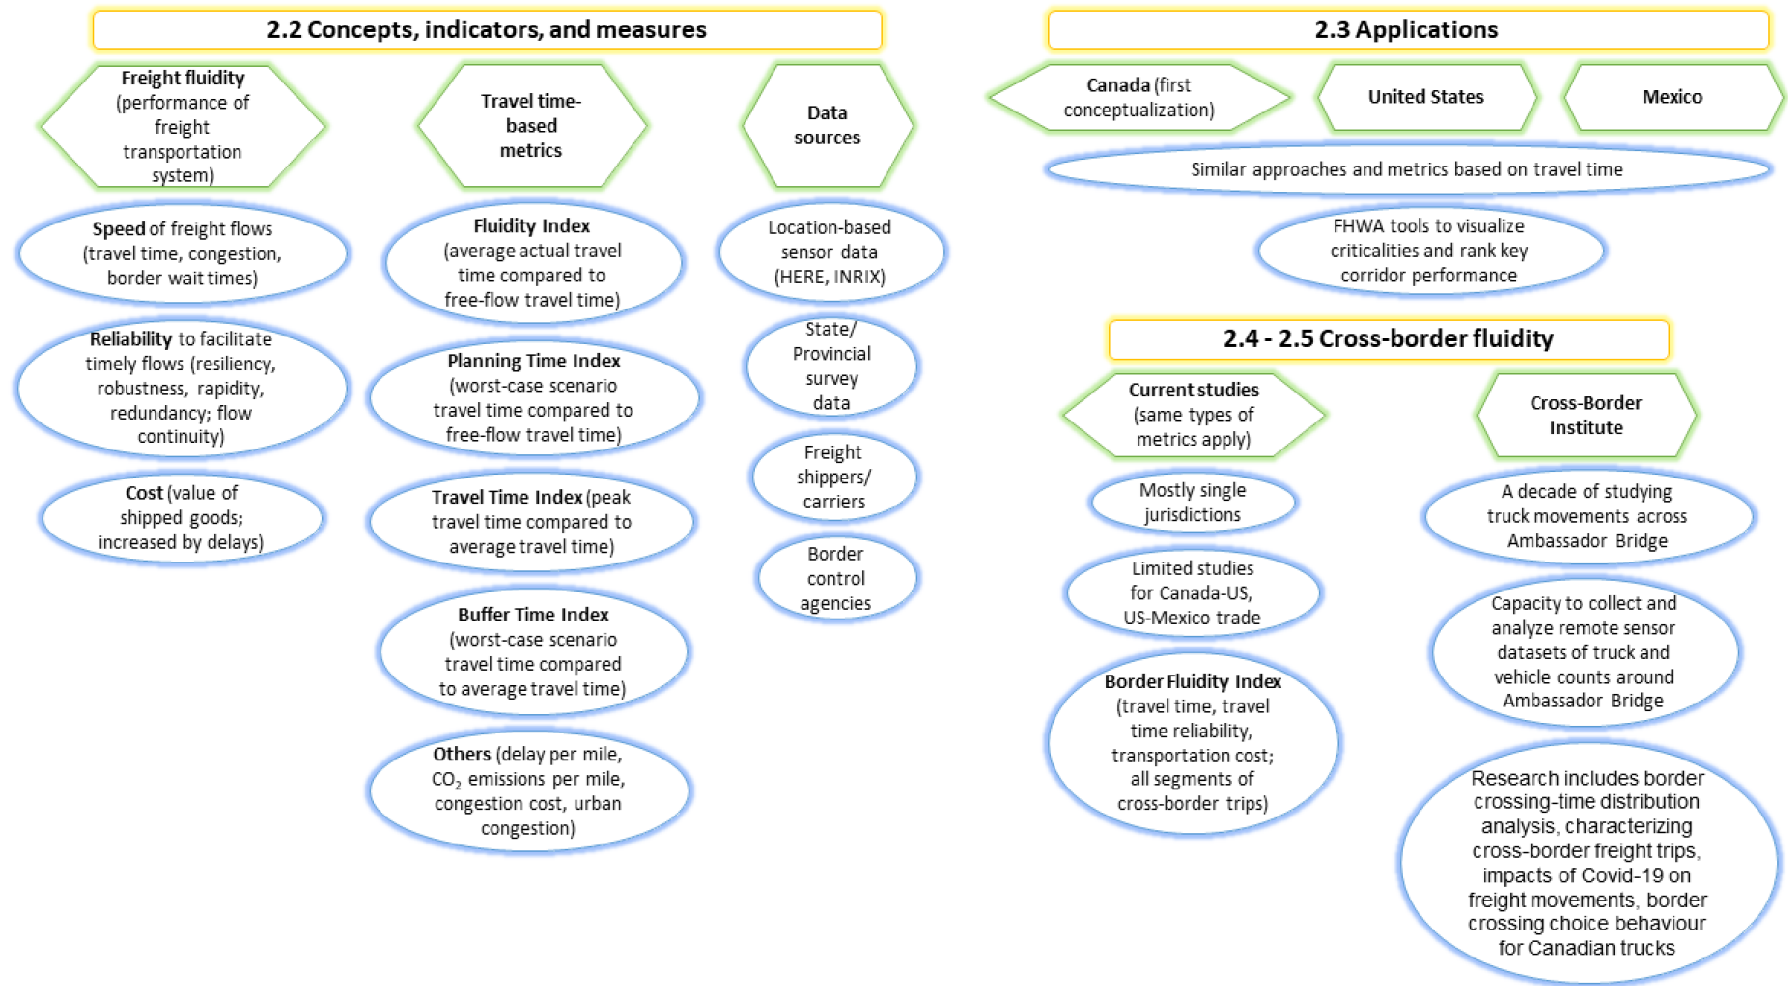 2.2 Concepts, indicators, and measures
Freight fluidity
(performance of
freight
transportation
system)
Speed of freight flows
(travel time, congestion,
border wait times)
Reliability to facilitate
timely flows (resiliency,
robustness, rapidity,
redundancy; flow
continuity)
Cost (value of
shipped goods;
increased by delays)
Travel time-
based
metrics
Fluidity Index
(average actual travel
time compared to
free-flow travel time)
Planning Time Index
(worst-case scenario
travel time compared to
free-flow travel time)
Travel Time Index (peak
travel time compared to
average travel time)
Buffer Time Index
(worst-case scenario
travel time compared
to average travel time)
Others (delay per mile,
CO₂ emissions per mile,
congestion cost, urban
congestion)
Data
sources
Location-based
sensor data
(HERE, INRIX)
State/
Provincial
survey
data
Freight
shippers/
carriers
Border
control
agencies
2.3 Applications
Canada (first
conceptualization)
United States
Mexico
Similar approaches and metrics based on travel time
FHWA tools to visualize
criticalities and rank key
corridor performance
2.4 - 2.5 Cross-border fluidity
Current studies
(same types of
metrics apply)
Mostly single
jurisdictions
Limited studies
for Canada-US,
US-Mexico trade
Border Fluidity Index
(travel time, travel
time reliability,
transportation cost;
all segments of
cross-border trips)
Cross-Border
Institute
A decade of studying
truck movements across
Ambassador Bridge
Capacity to collect and
analyze remote sensor
datasets of truck and
vehicle counts around
Ambassador Bridge
Research includes border
crossing-time distribution
analysis, characterizing
cross-border freight trips,
impacts of Covid-19 on
freight movements, border
crossing choice behaviour
for Canadian trucks